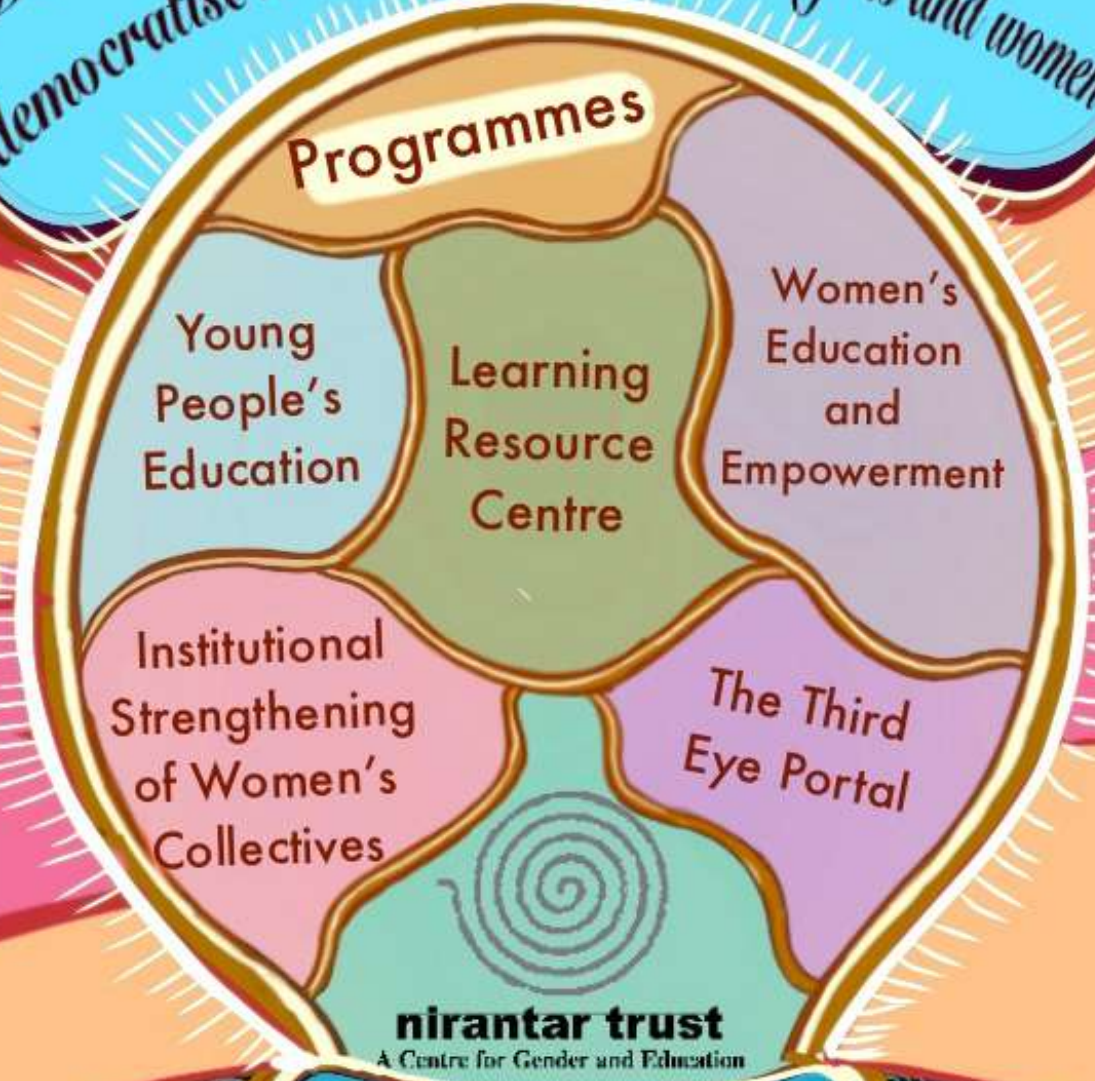 democratise
and women
Programmes
Young
People's
Education
Learning
Resource
Centre
Women's
Education
and
Empowerment
Institutional
Strengthening
of Women's
Collectives
The Third
Eye Portal
nirantar trust
A Centre for Gender and Education